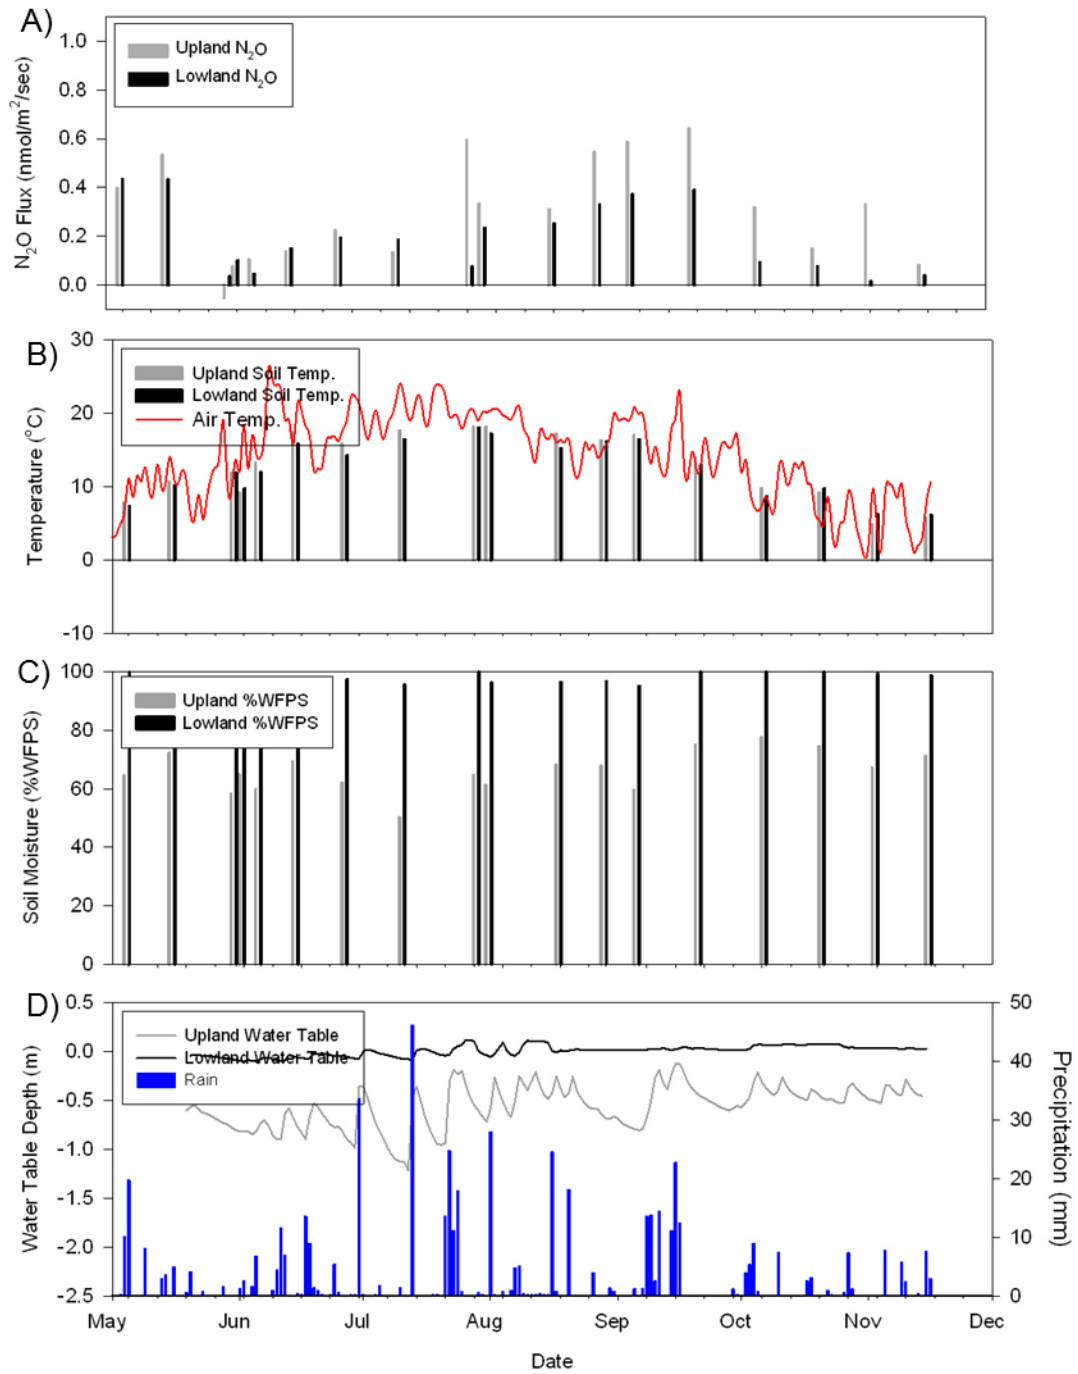 A)
N₂O Flux (nmol/m²/sec)
1.0
0.8
0.6
0.4
0.2
0.0
Upland N₂O
Lowland N₂O
B)
Temperature (°C)
30
20
10
0
-10
Upland Soil Temp.
Lowland Soil Temp.
Air Temp.
C)
Soil Moisture (%WFPS)
100
80
60
40
20
0
Upland %WFPS
Lowland %WFPS
D)
Water Table Depth (m)
0.5
0.0
-0.5
-1.0
-1.5
-2.0
-2.5
Upland Water Table
Lowland Water Table
Rain
50
40
30
20
10
0
Precipitation (mm)
May Jun Jul Aug Sep Oct Nov Dec
Date